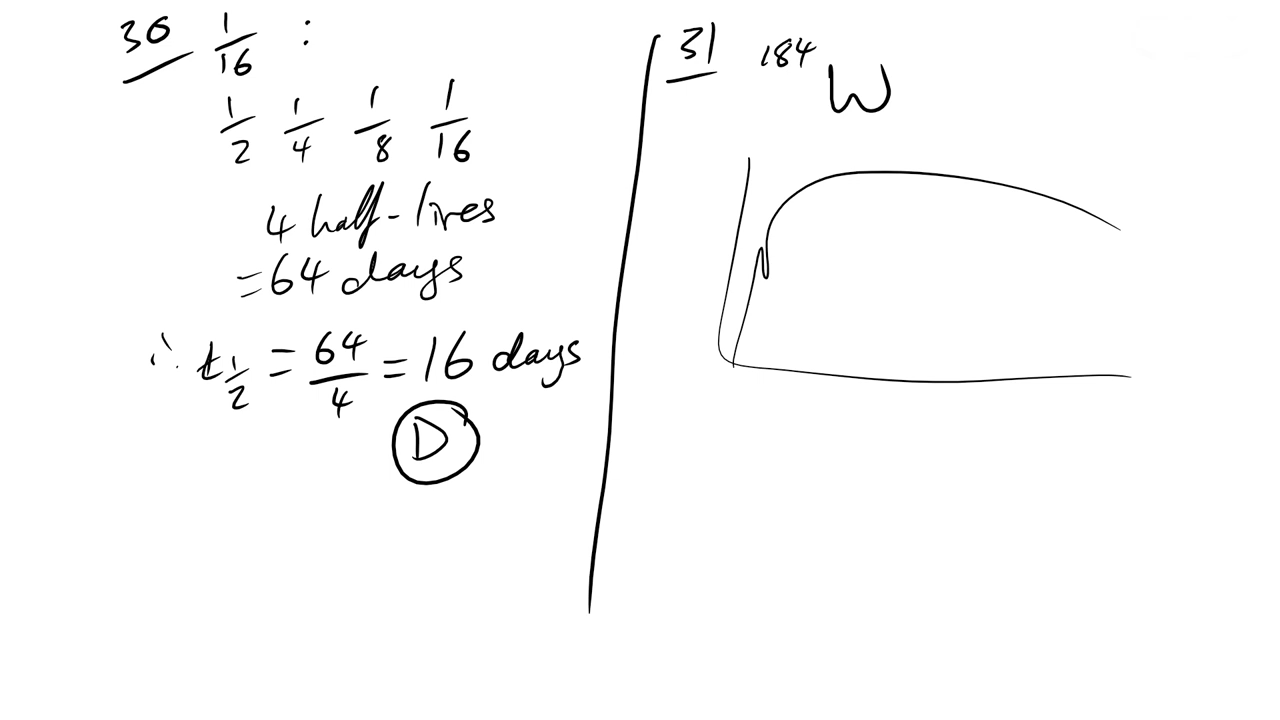 30 1/16 :
1/2 1/4 1/8 1/16
4 half-lives
= 64 days
∴ t1/2 = 64/4 = 16 days
D
31 184W